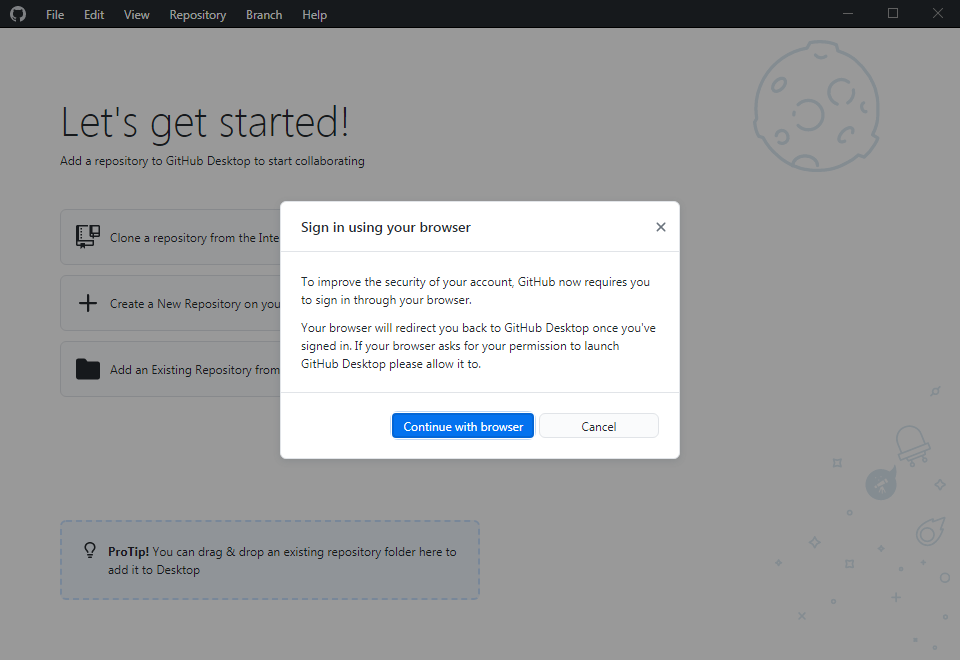 File Edit View Repository Branch Help
Let's get started!
Add a repository to GitHub Desktop to start collaborating
Clone a repository from the Inte
Create a New Repository on you
Add an Existing Repository from
Sign in using your browser
To improve the security of your account, GitHub now requires you
to sign in through your browser.
Your browser will redirect you back to GitHub Desktop once you've
signed in. If your browser asks for your permission to launch
GitHub Desktop please allow it to.
Continue with browser Cancel
ProTip! You can drag & drop an existing repository folder here to
add it to Desktop